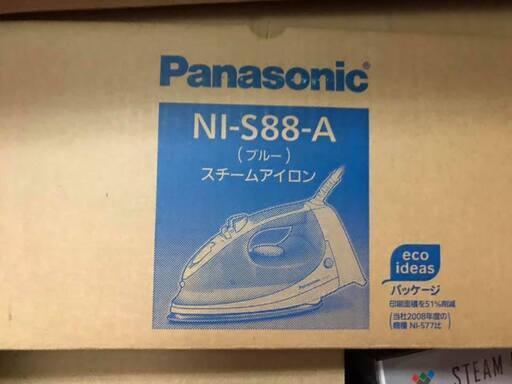 Panasonic®
NI-S88-A
(ブルー)
スチームアイロン
Panasonic
eco
ideas
パッケージ
印刷面積を51%削減
(当社2008年度の
機種 NI-S77比)
STEAM